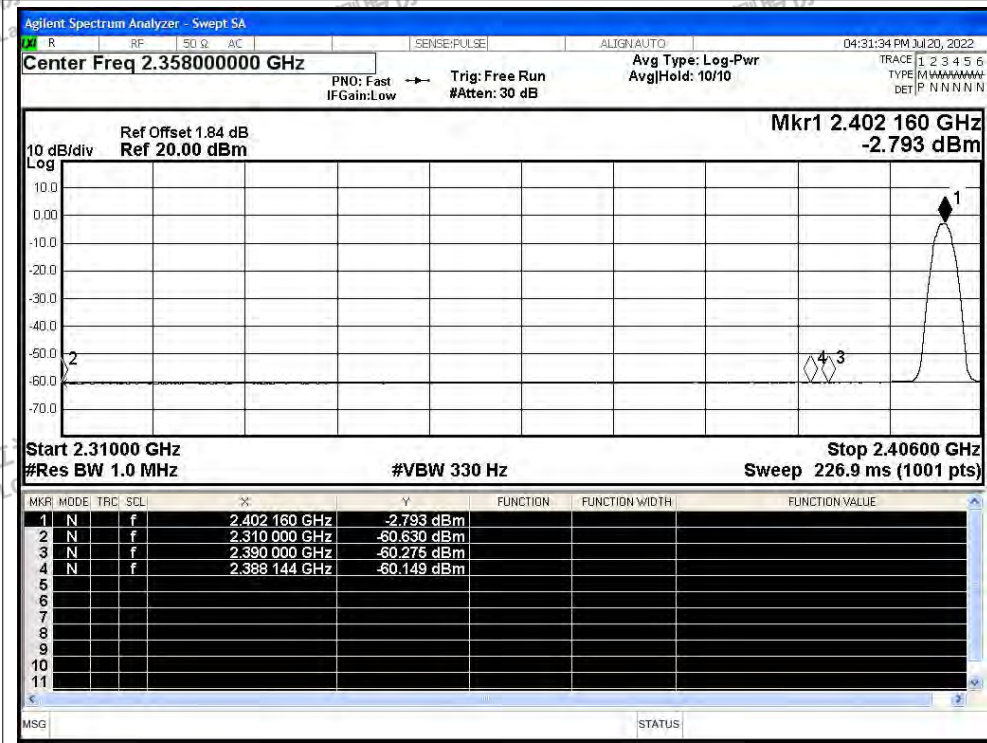 Agilent Spectrum Analyzer - Swept SA
LXI R RF 50 Ω AC SENSE:PULSE ALIGN AUTO 04:31:34 PM Jul 20, 2022
Center Freq 2.358000000 GHz
PNO: Fast
IFGain:Low
Trig: Free Run
#Atten: 30 dB
Avg Type: Log-Pwr
Avg|Hold: 10/10
TRACE 1 2 3 4 5 6
TYPE MWWWWW
DET P N N N N N
Mkr1 2.402 160 GHz
-2.793 dBm
Ref Offset 1.84 dB
10 dB/div Ref 20.00 dBm
Log
10.0
0.00
-10.0
-20.0
-30.0
-40.0
-50.0
-60.0
-70.0
1
2
4 3
Start 2.31000 GHz Stop 2.40600 GHz
#Res BW 1.0 MHz #VBW 330 Hz Sweep 226.9 ms (1001 pts)
MKR MODE TRC SCL X Y FUNCTION FUNCTION WIDTH FUNCTION VALUE
1 N f 2.402 160 GHz -2.793 dBm
2 N f 2.310 000 GHz -60.630 dBm
3 N f 2.390 000 GHz -60.275 dBm
4 N f 2.388 144 GHz -60.149 dBm
5
6
7
8
9
10
11
MSG STATUS